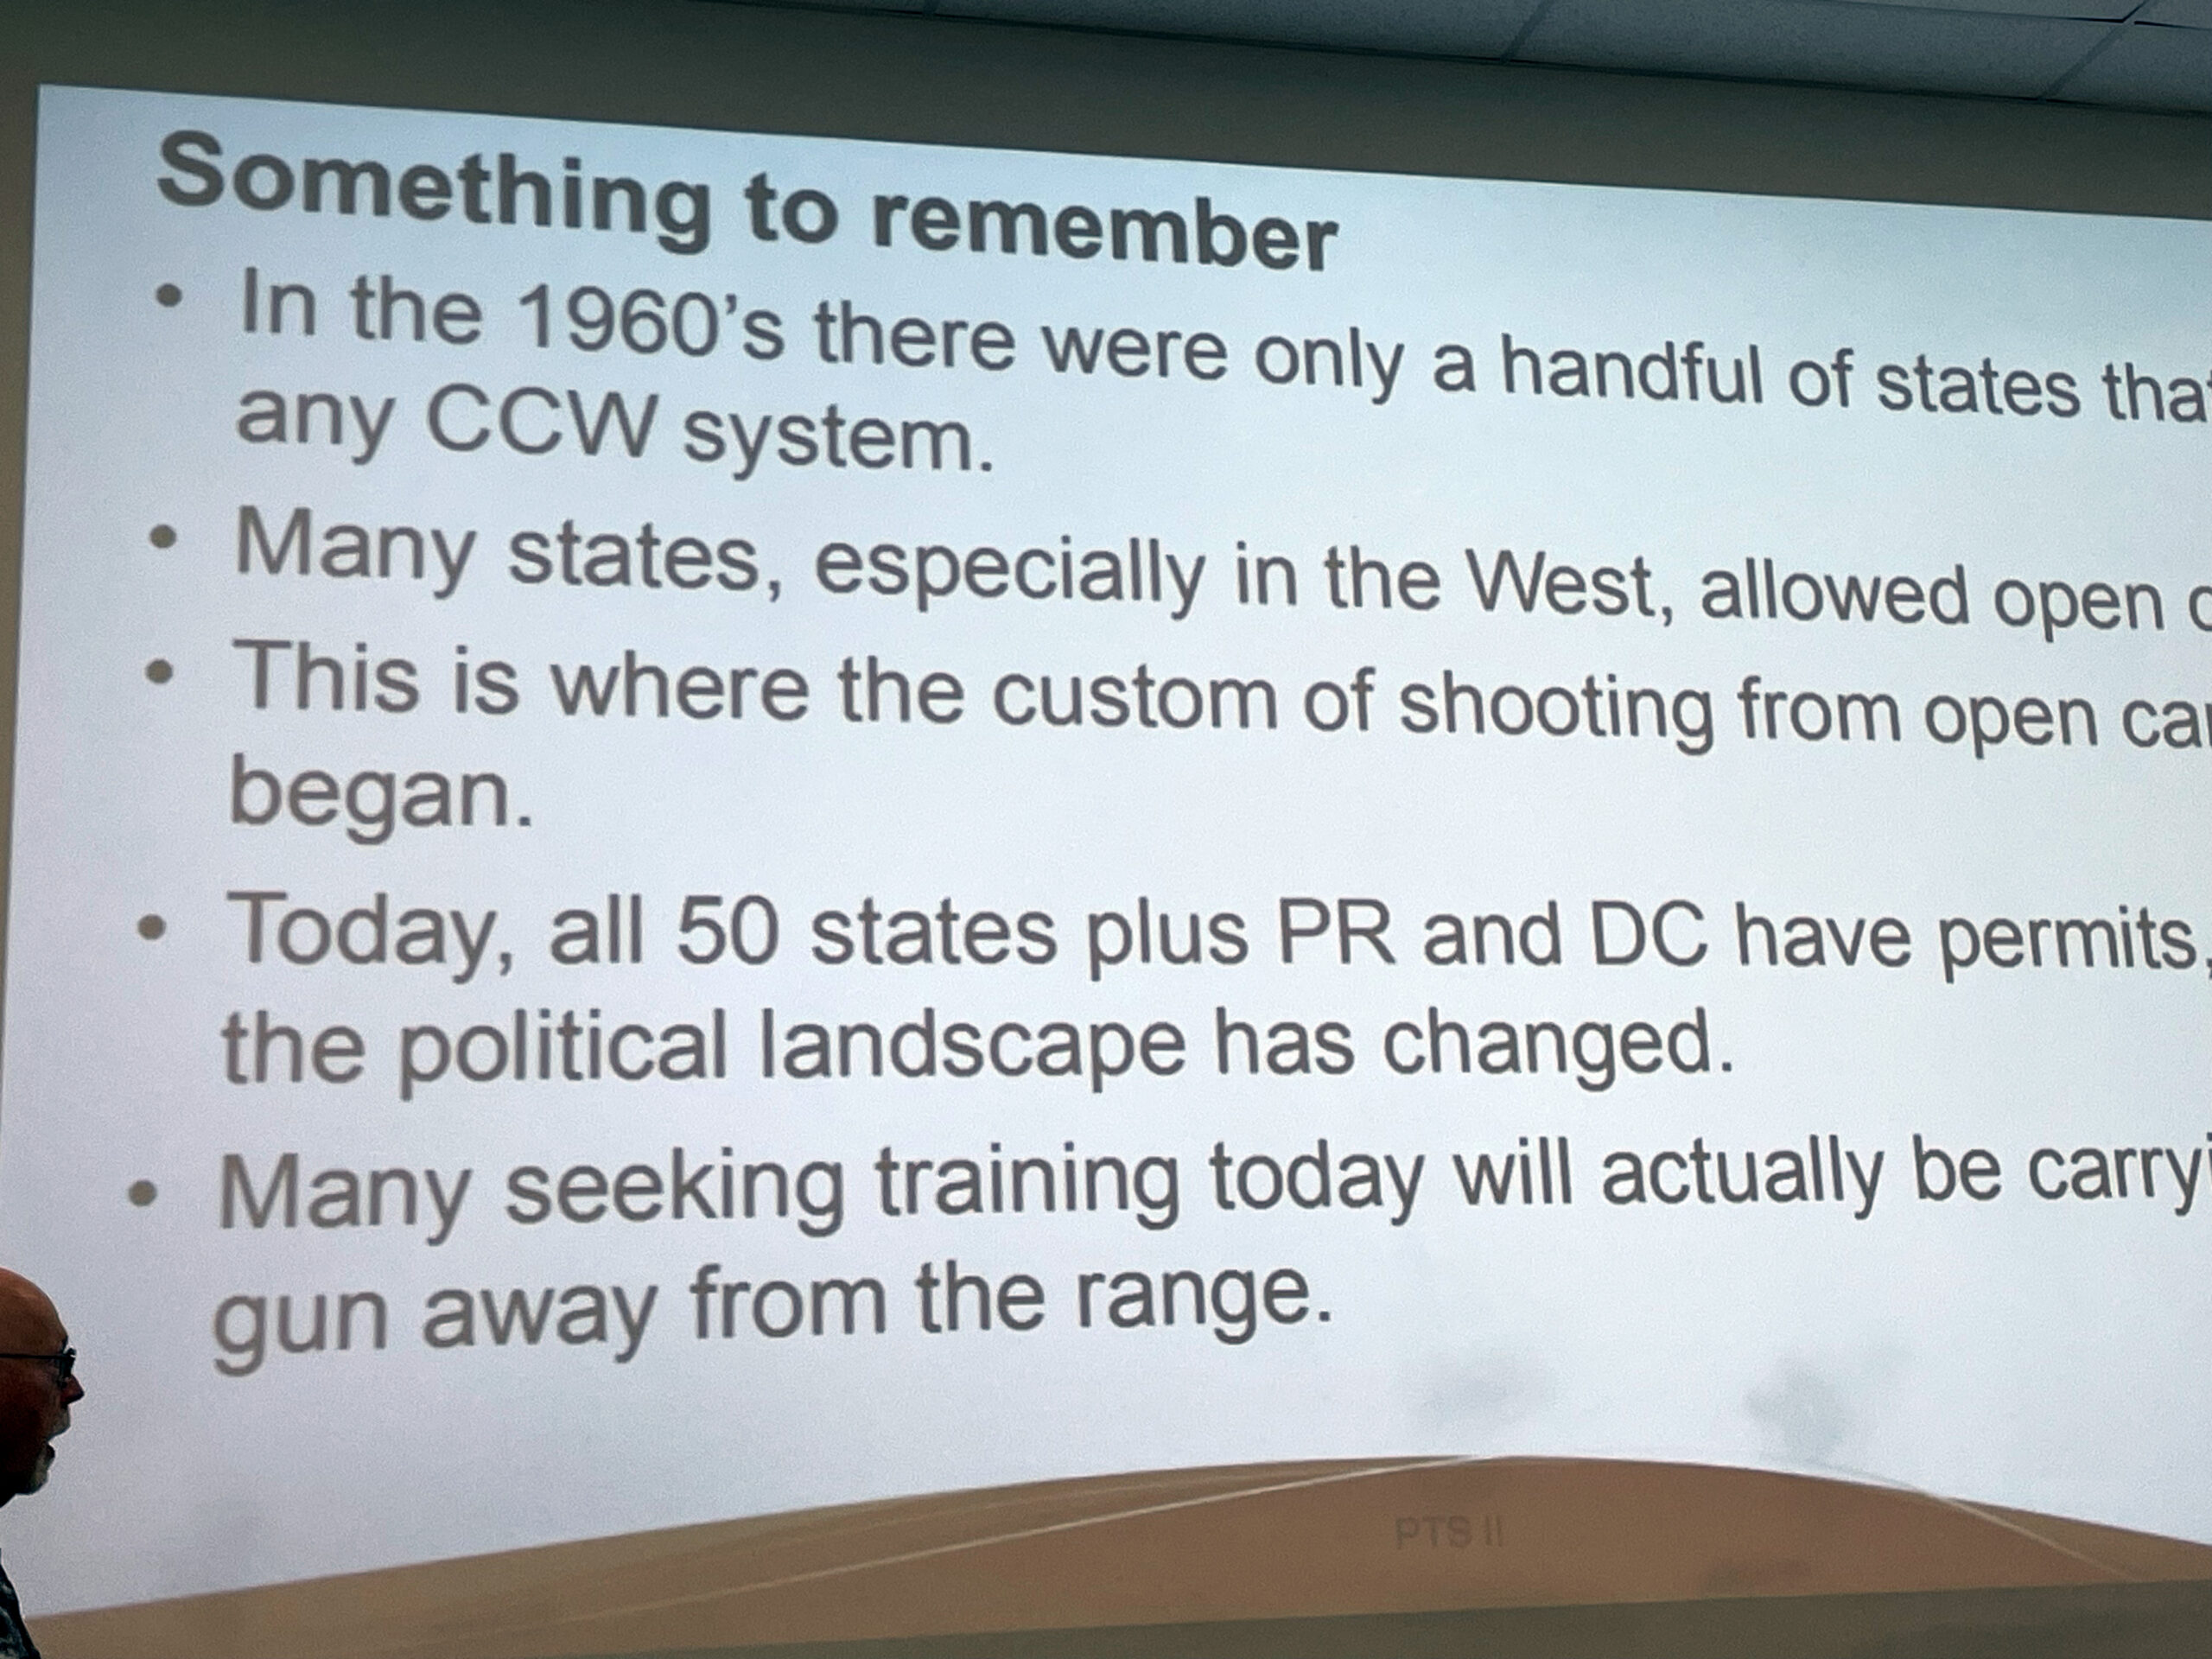 Something to remember
• In the 1960's there were only a handful of states that
any CCW system.
• Many states, especially in the West, allowed open
• This is where the custom of shooting from open
began.
• Today, all 50 states plus PR and DC have permits,
the political landscape has changed.
• Many seeking training today will actually be
gun away from the range.
PTS II